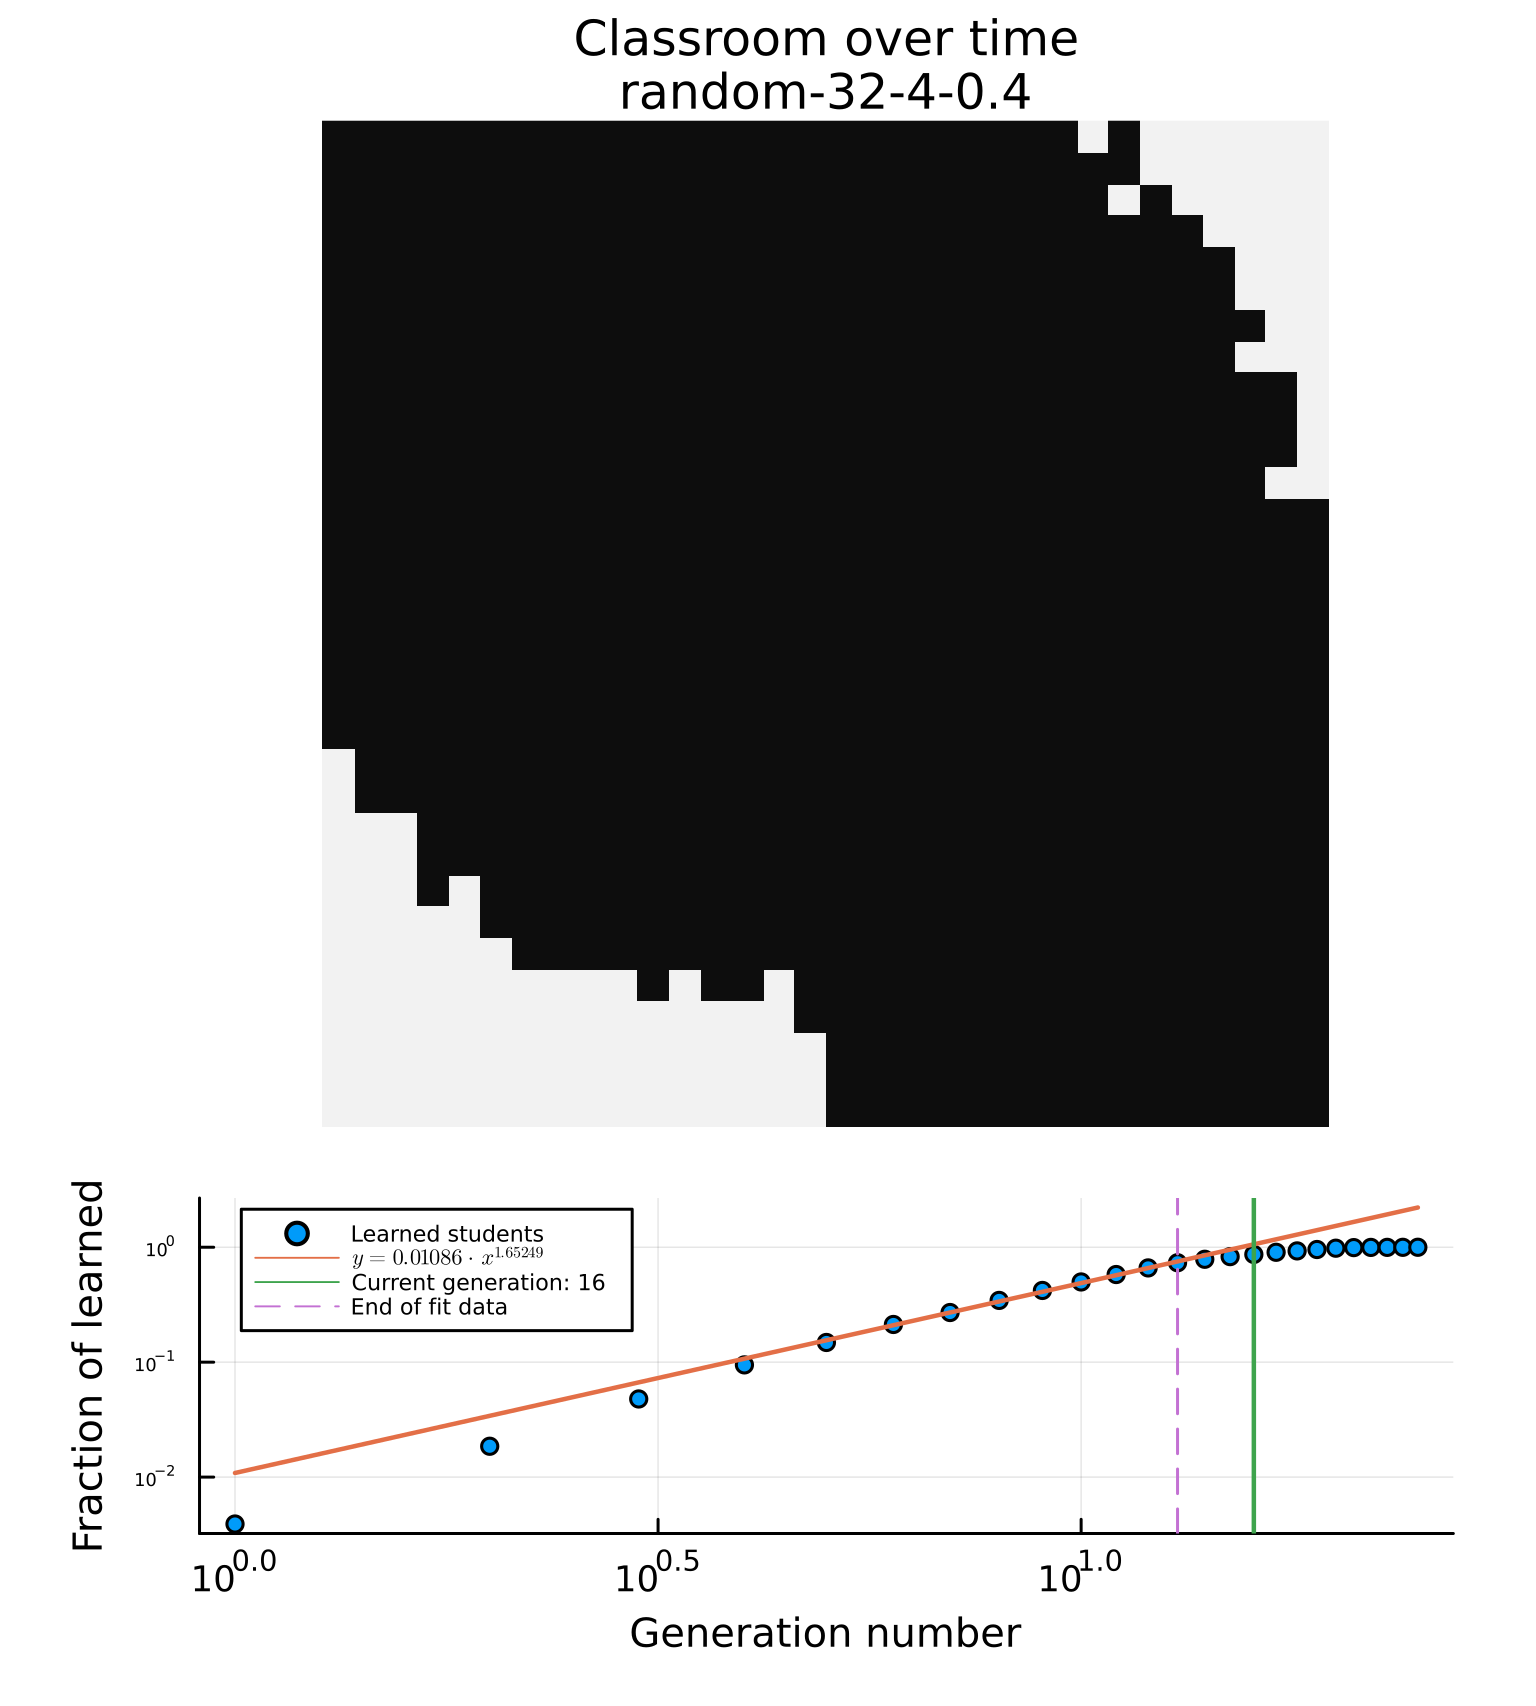 Classroom over time
random-32-4-0.4
Fraction of learned
10⁰
10⁻¹
10⁻²
Learned students
y = 0.01086 · x^1.65249
Current generation: 16
End of fit data
10^0.0
10^0.5
10^1.0
Generation number